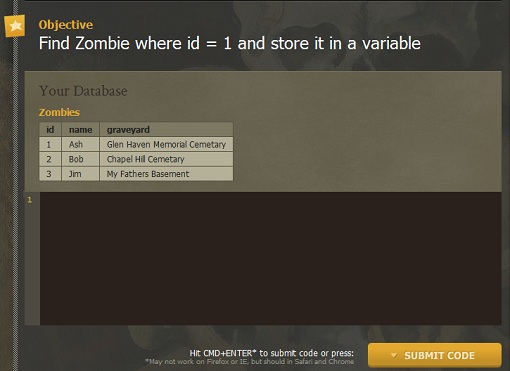 Objective
Find Zombie where id = 1 and store it in a variable
Your Database
Zombies
id name graveyard
1 Ash Glen Haven Memorial Cemetary
2 Bob Chapel Hill Cemetary
3 Jim My Fathers Basement
1
Hit CMD+ENTER* to submit code or press:
*May not work on Firefox or IE, but should in Safari and Chrome
SUBMIT CODE